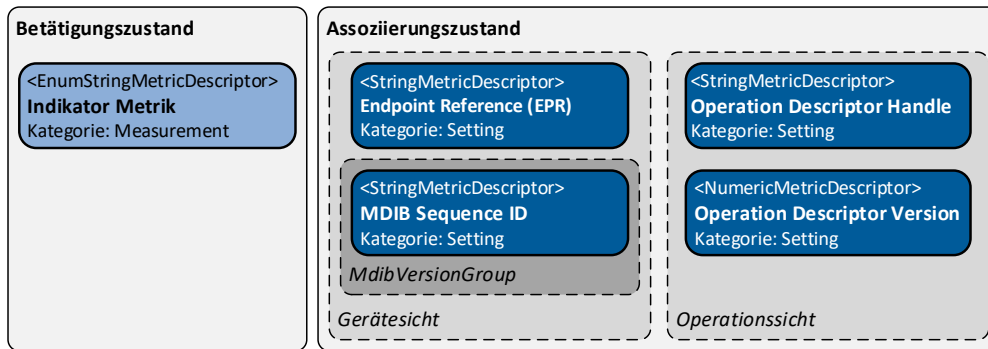 Betätigungszustand
<EnumStringMetricDescriptor>
Indikator Metrik
Kategorie: Measurement
Assoziierungszustand
<StringMetricDescriptor>
Endpoint Reference (EPR)
Kategorie: Setting
<StringMetricDescriptor>
MDIB Sequence ID
Kategorie: Setting
MdibVersionGroup
Gerätesicht
<StringMetricDescriptor>
Operation Descriptor Handle
Kategorie: Setting
<NumericMetricDescriptor>
Operation Descriptor Version
Kategorie: Setting
Operationssicht